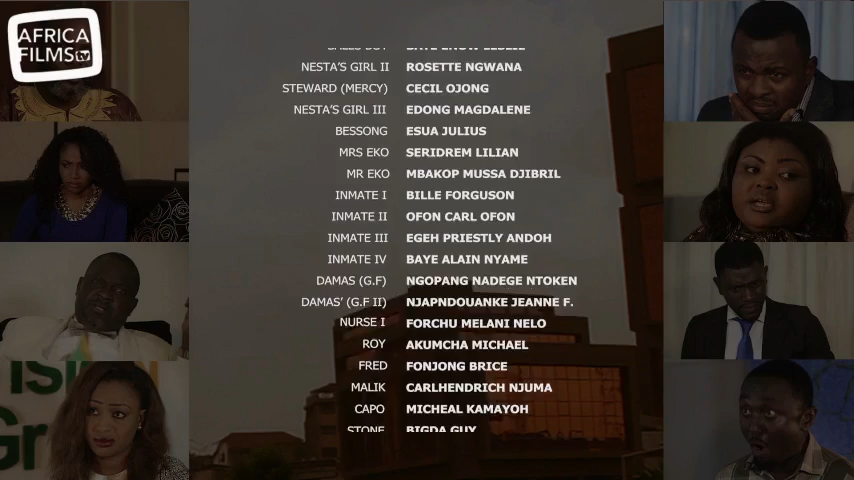 AFRICA
FILMS tv
NESTA'S GIRL II ROSETTE NGWANA
STEWARD (MERCY) CECIL OJONG
NESTA'S GIRL III EDONG MAGDALENE
BESSONG ESUA JULIUS
MRS EKO SERIDREM LILIAN
MR EKO MBAKOP MUSSA DJIBRIL
INMATE I BILLE FORGUSON
INMATE II OFON CARL OFON
INMATE III EGEH PRIESTLY ANDOH
INMATE IV BAYE ALAIN NYAME
DAMAS (G.F) NGOPANG NADEGE NTOKEN
DAMAS' (G.F II) NJAPNDOUANKE JEANNE F.
NURSE I FORCHU MELANI NELO
ROY AKUMCHA MICHAEL
FRED FONJONG BRICE
MALIK CARLHENDRICH NJUMA
CAPO MICHEAL KAMAYOH
STONE BIGDA GUY